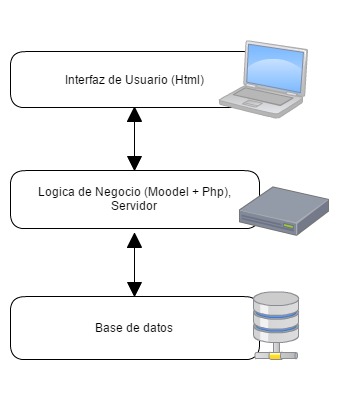 Interfaz de Usuario (Html)
Logica de Negocio (Moodel + Php),
Servidor
Base de datos